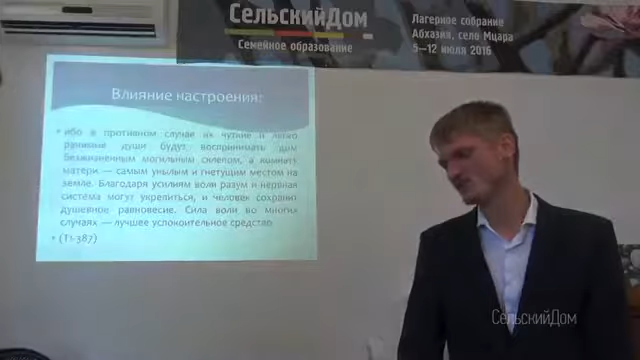 СельскийДом
Семейное образование
Лагерное собрание
Абхазия, село Мцара
5—12 июля 2016
Влияние настроения:
• ибо в противном случае их чуткие и легко
ранимые души будут воспринимать дом
безжизненным могильным склепом, а комнату
матери — самым унылым и гнетущим местом на
земле. Благодаря усилиям воли разум и нервная
система могут укрепиться, и человек сохранит
душевное равновесие. Сила воли во многих
случаях — лучшее успокоительное средство
• (Т1-387)
СельскийДом